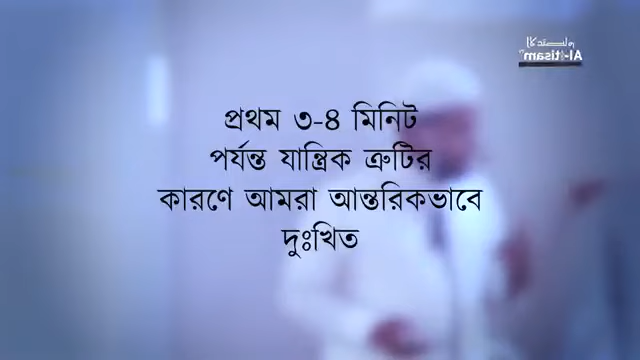 প্রথম ৩-৪ মিনিট
পর্যন্ত যান্ত্রিক ত্রুটির
কারণে আমরা আন্তরিকভাবে
দুঃখিত